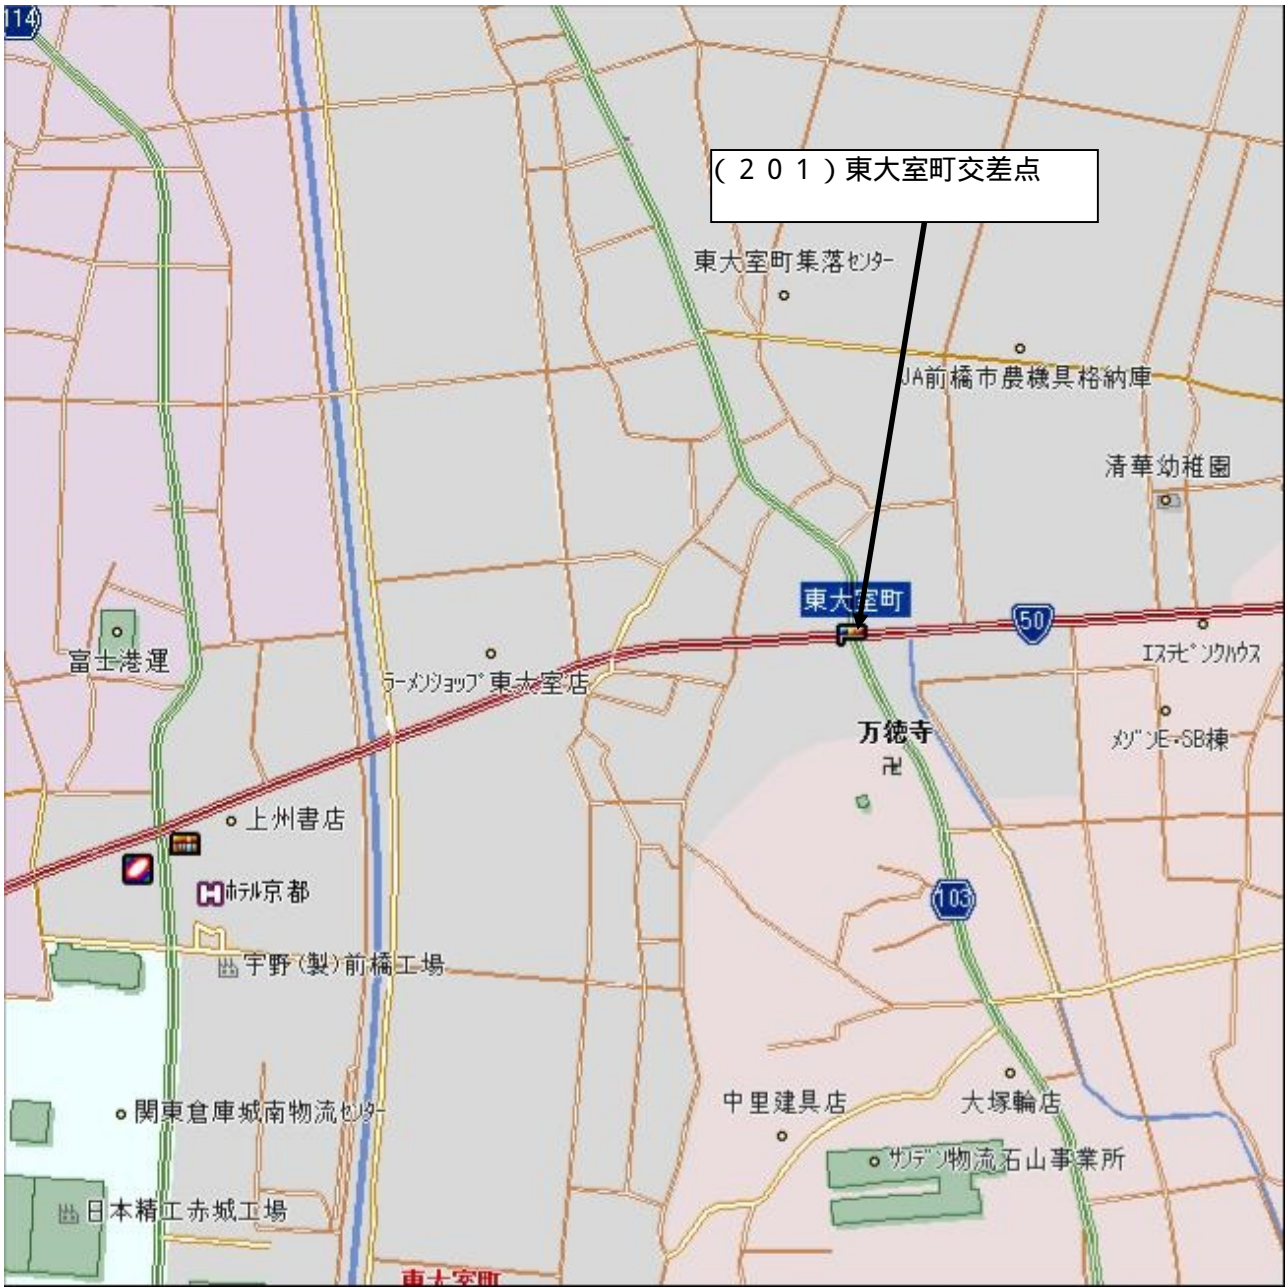 114
(201)東大室町交差点
東大室町集落ｾﾝﾀｰ
JA前橋市農機具格納庫
清華幼稚園
東大室町
50
富士港運
ﾗｰﾒﾝｼｮｯﾌﾟ東大室店
ｴｽﾃﾋﾞﾝｸﾊｳｽ
万徳寺
卍
ﾒｿﾞﾝE･SB棟
上州書店
H
ﾎﾃﾙ京都
103
宇野(製)前橋工場
関東倉庫城南物流ｾﾝﾀｰ
中里建具店
大塚輪店
ｻﾝﾃﾞﾝ物流石山事業所
日本精工赤城工場
東大室町